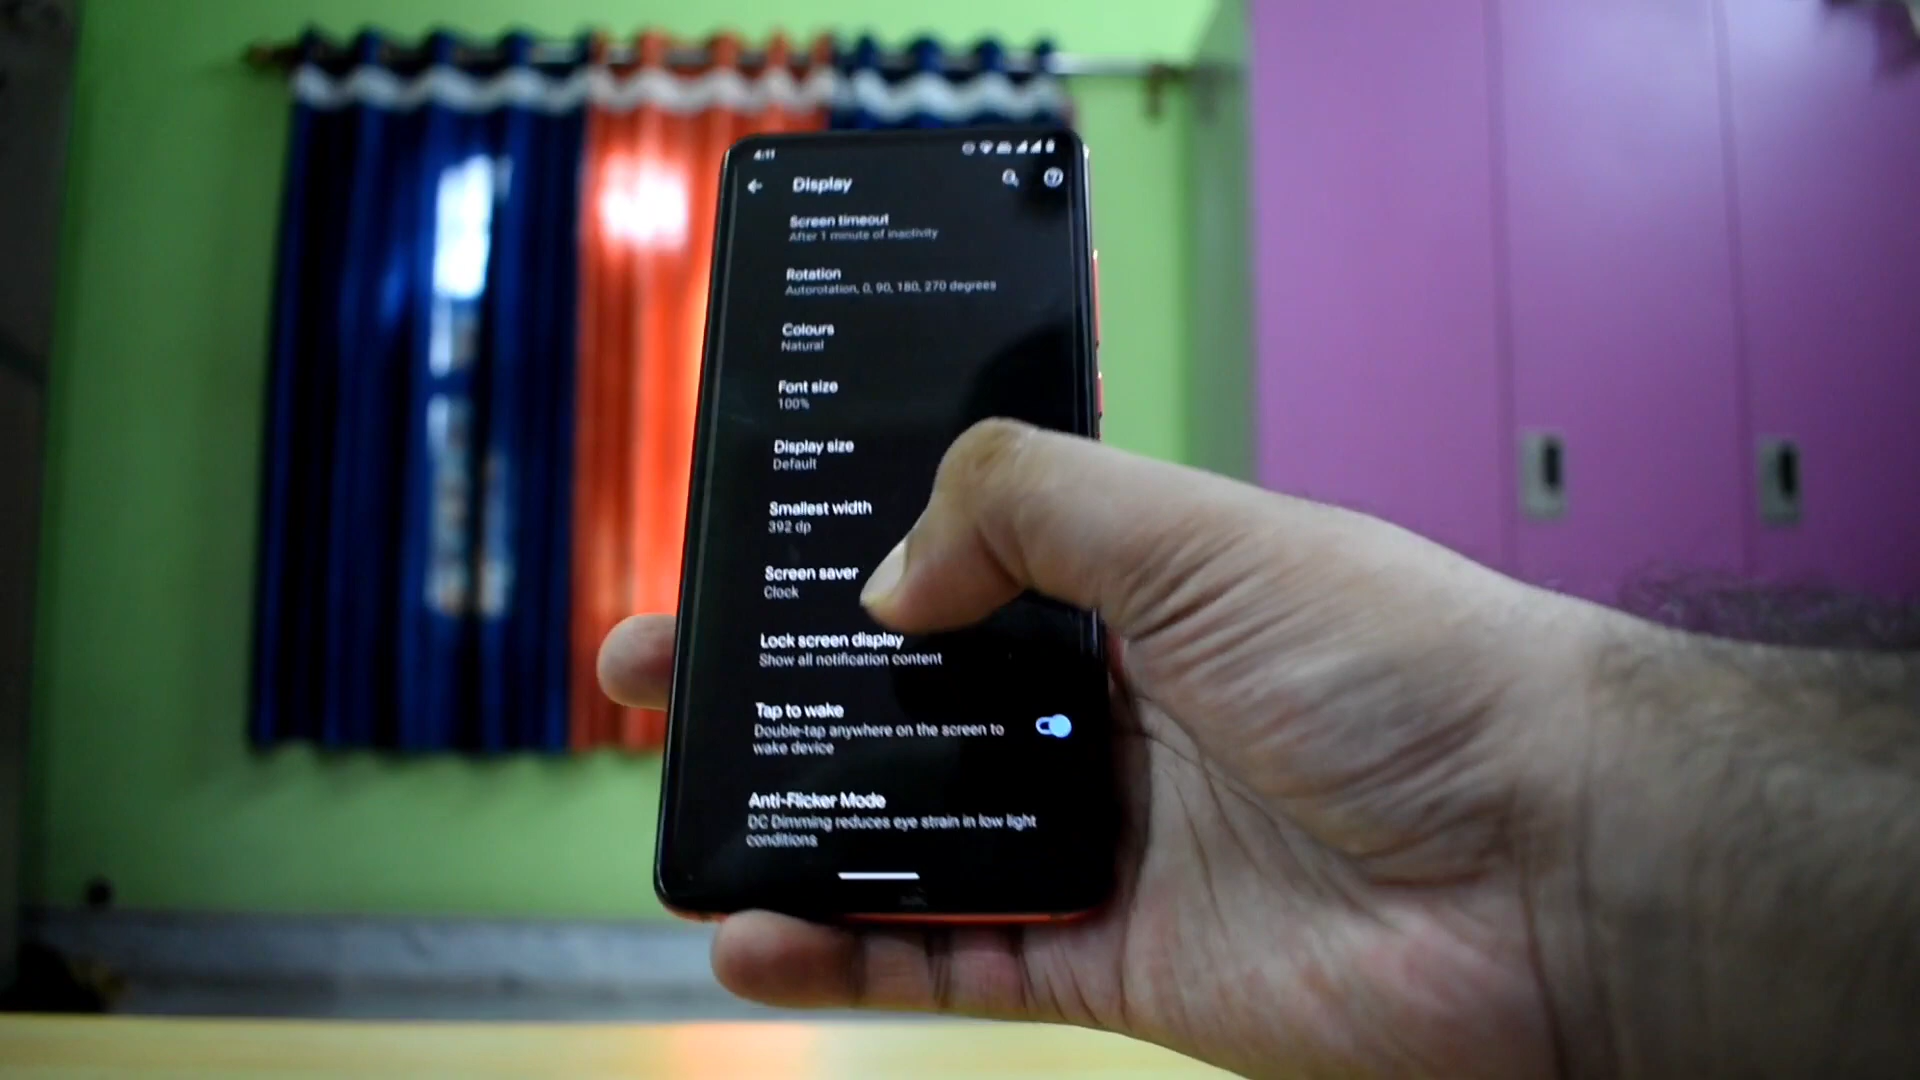 4:11
Display
Screen timeout
After 1 minute of inactivity
Rotation
Autorotation, 0, 90, 180, 270 degrees
Colours
Natural
Font size
100%
Display size
Default
Smallest width
392 dp
Screen saver
Clock
Lock screen display
Show all notification content
Tap to wake
Double-tap anywhere on the screen to
wake device
Anti-Flicker Mode
DC Dimming reduces eye strain in low light
conditions